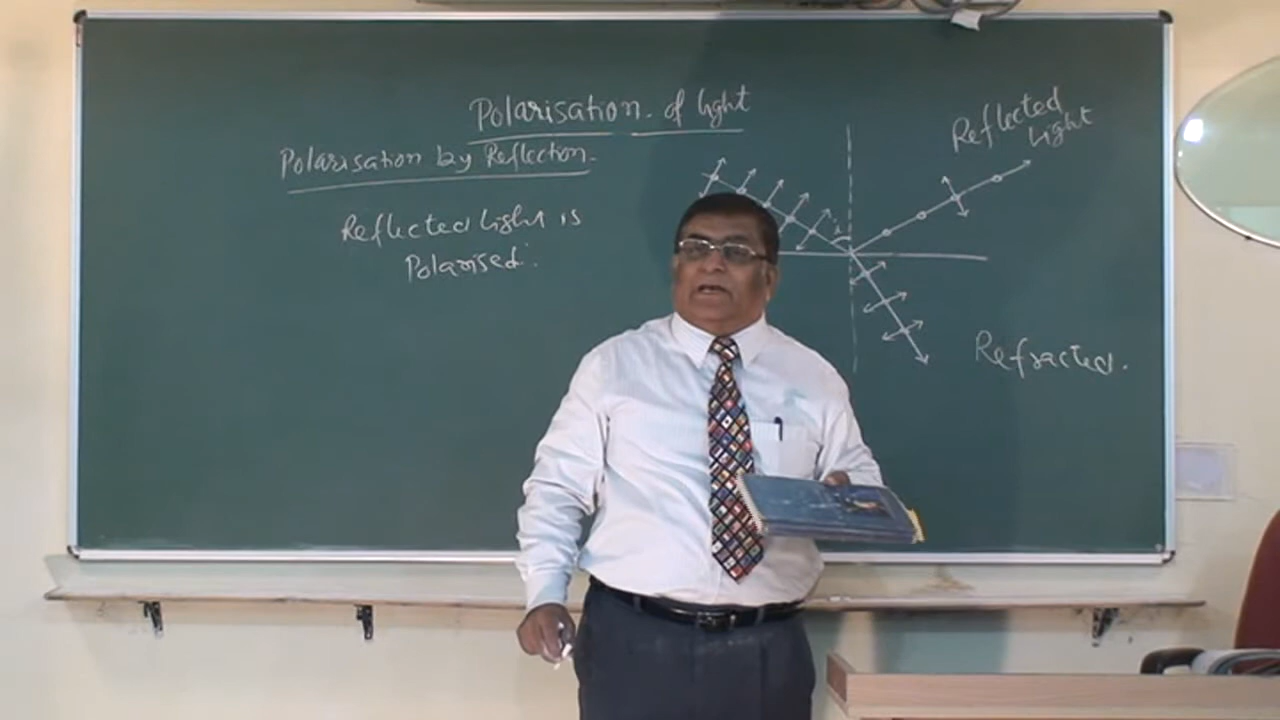 Polarisation of light
Polarisation by Reflection.
Reflected light is
Polarised.
Reflected
light
i
Refracted.